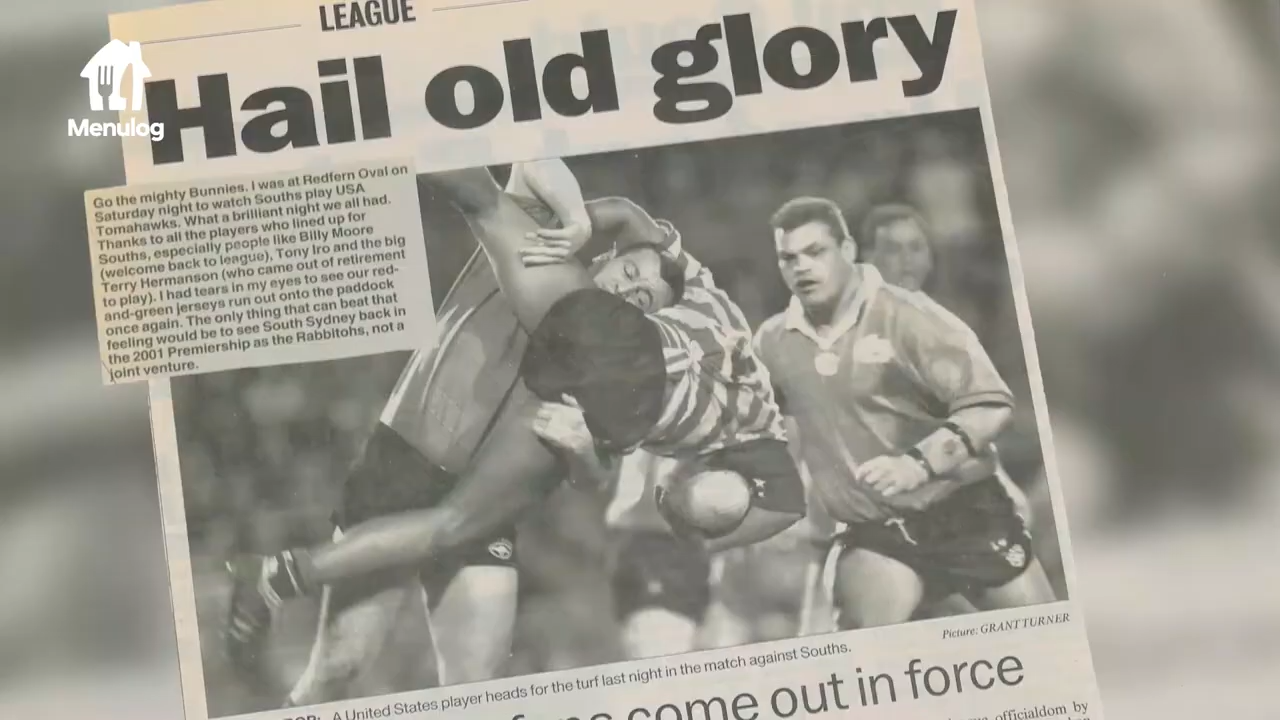 LEAGUE
Hail old glory
Menulog
Go the mighty Bunnies. I was at Redfern Oval on
Saturday night to watch Souths play USA
Tomahawks. What a brilliant night we all had.
Thanks to all the players who lined up for
Souths, especially people like Billy Moore
(welcome back to league), Tony Iro and the big
Terry Hermanson (who came out of retirement
to play). I had tears in my eyes to see our red-
and-green jerseys run out onto the paddock
once again. The only thing that can beat that
feeling would be to see South Sydney back in
the 2001 Premiership as the Rabbitohs, not a
joint venture.
Picture: GRANT TURNER
A United States player heads for the turf last night in the match against Souths.
come out in force
officialdom by